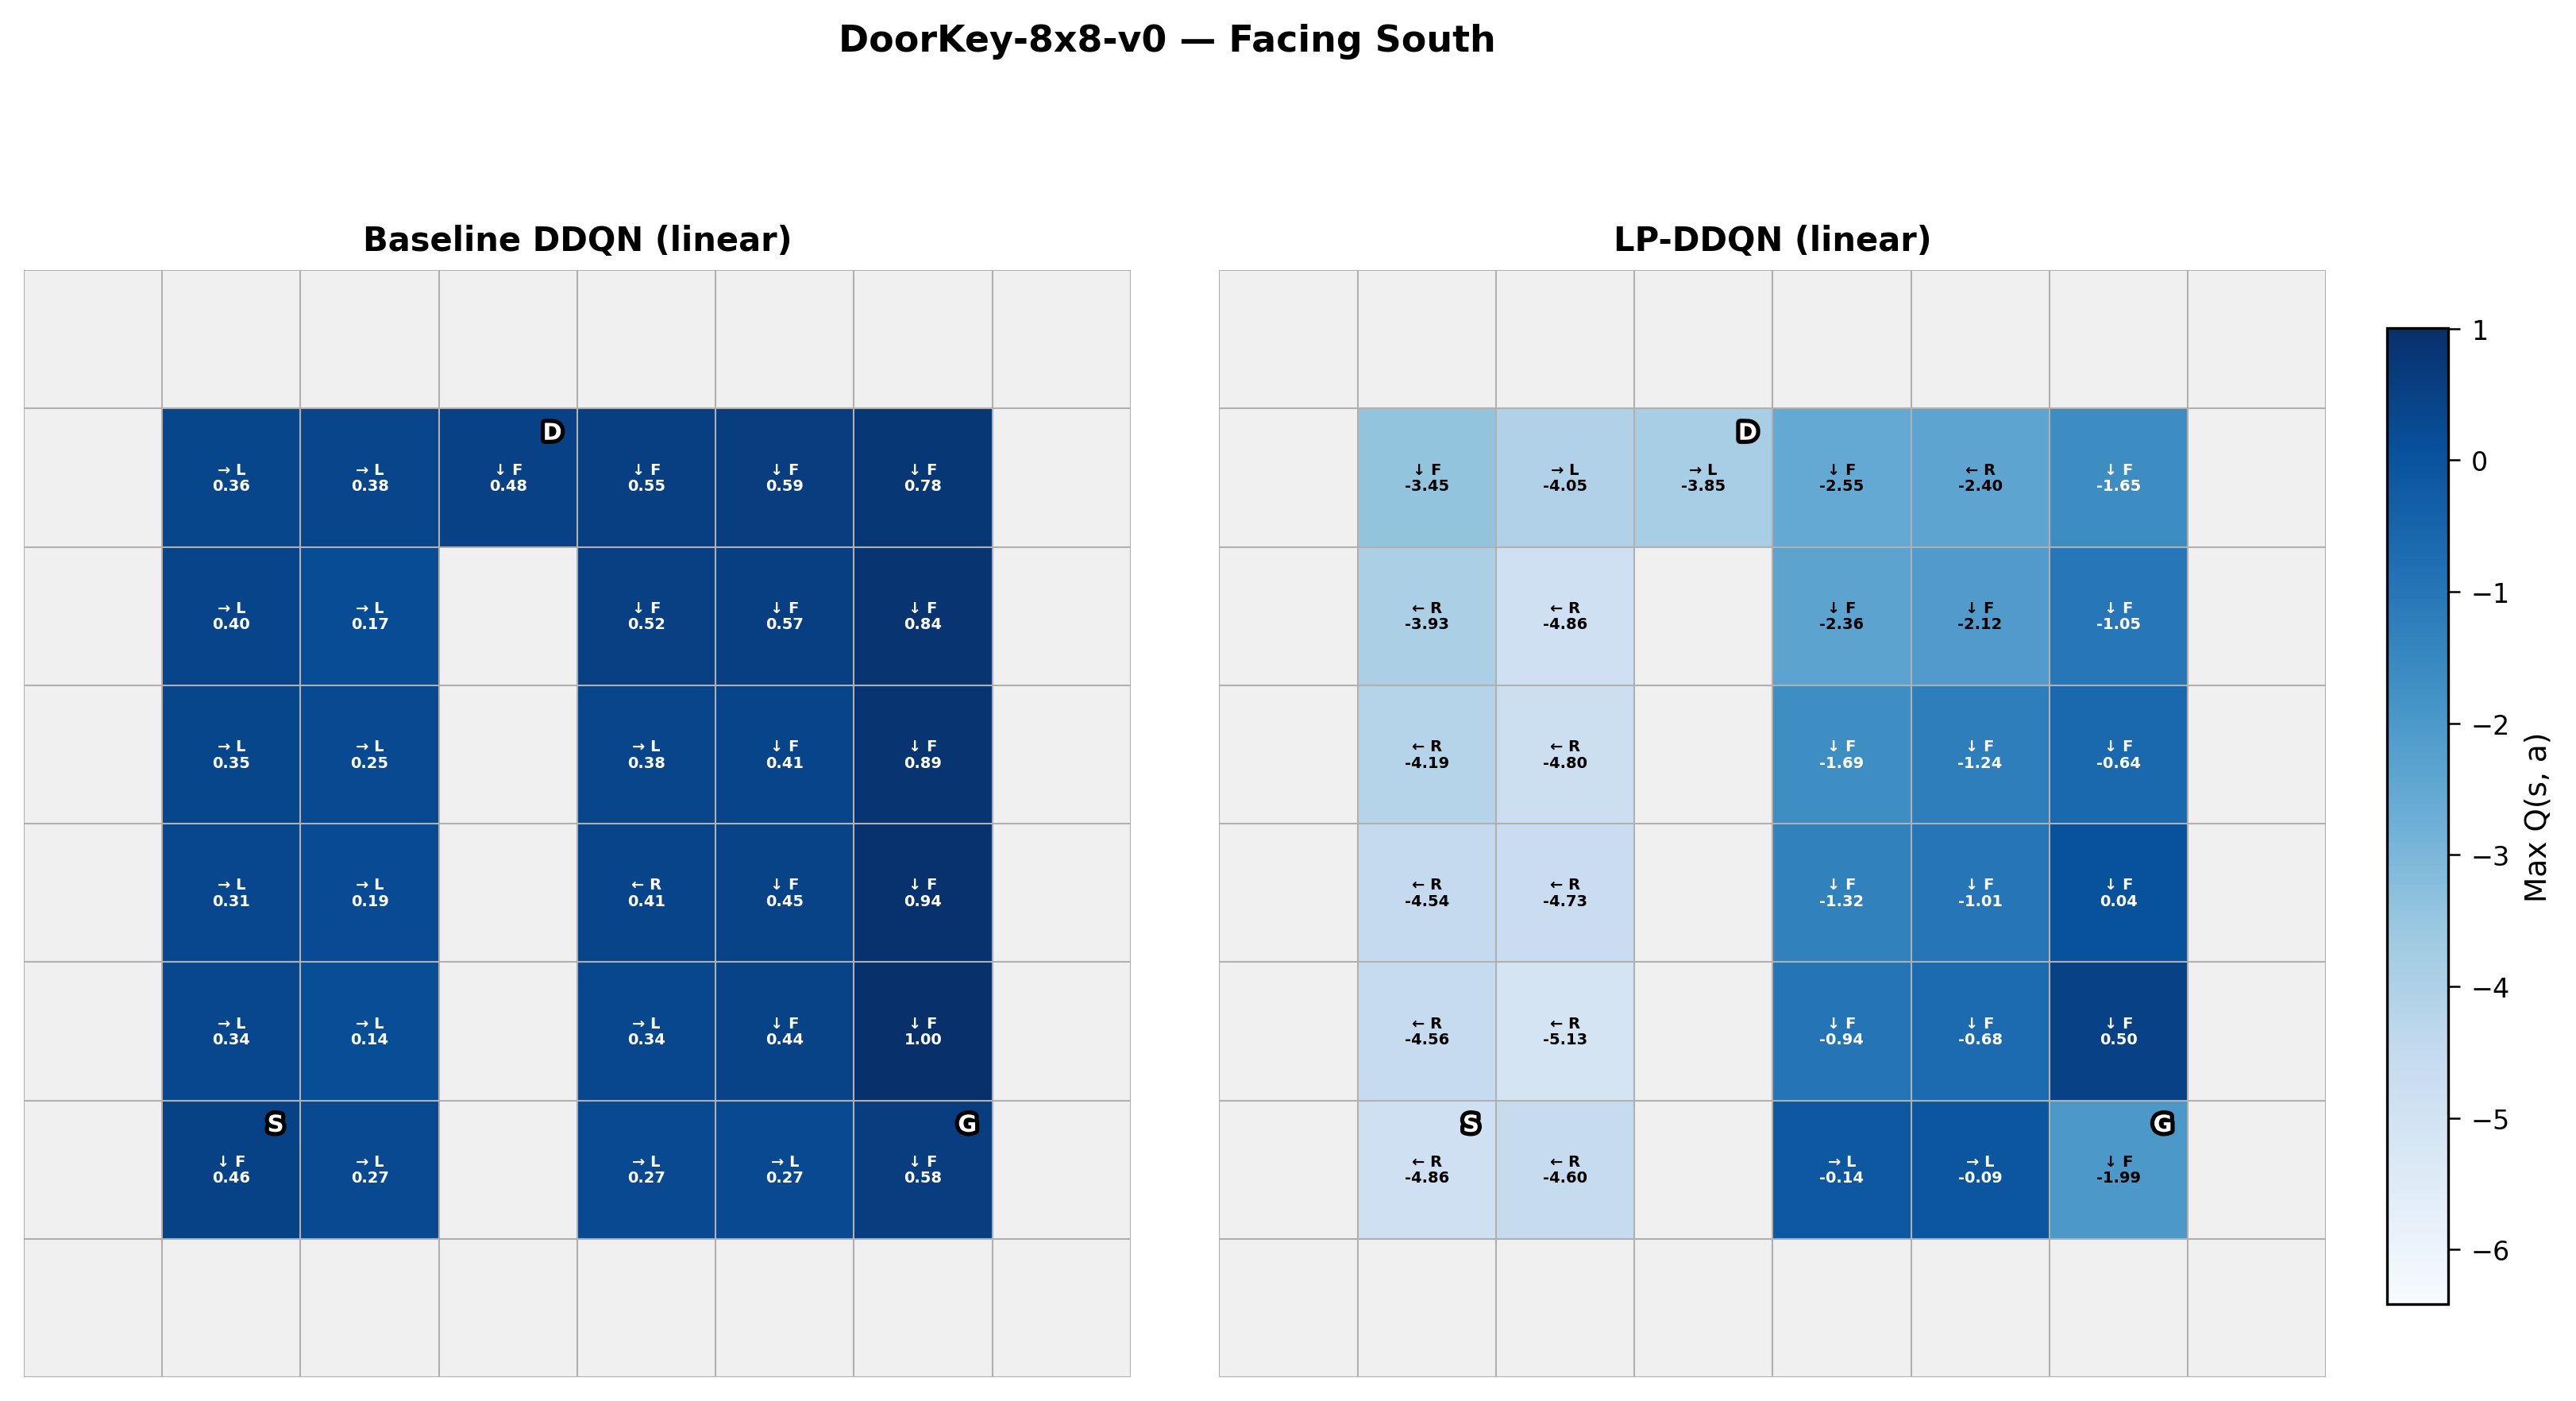 DoorKey-8x8-v0 — Facing South
Baseline DDQN (linear)
D
→ L → L ↓ F ↓ F ↓ F ↓ F
0.36 0.38 0.48 0.55 0.59 0.78
→ L → L ↓ F ↓ F ↓ F
0.40 0.17 0.52 0.57 0.84
→ L → L → L ↓ F ↓ F
0.35 0.25 0.38 0.41 0.89
→ L → L ← R ↓ F ↓ F
0.31 0.19 0.41 0.45 0.94
→ L → L → L ↓ F ↓ F
0.34 0.14 0.34 0.44 1.00
S G
↓ F → L → L → L ↓ F
0.46 0.27 0.27 0.27 0.58
LP-DDQN (linear)
D
↓ F → L → L ↓ F ← R ↓ F
-3.45 -4.05 -3.85 -2.55 -2.40 -1.65
← R ← R ↓ F ↓ F ↓ F
-3.93 -4.86 -2.36 -2.12 -1.05
← R ← R ↓ F ↓ F ↓ F
-4.19 -4.80 -1.69 -1.24 -0.64
← R ← R ↓ F ↓ F ↓ F
-4.54 -4.73 -1.32 -1.01 0.04
← R ← R ↓ F ↓ F ↓ F
-4.56 -5.13 -0.94 -0.68 0.50
S G
← R ← R → L → L ↓ F
-4.86 -4.60 -0.14 -0.09 -1.99
1
0
−1
−2
−3
−4
−5
−6
Max Q(s, a)